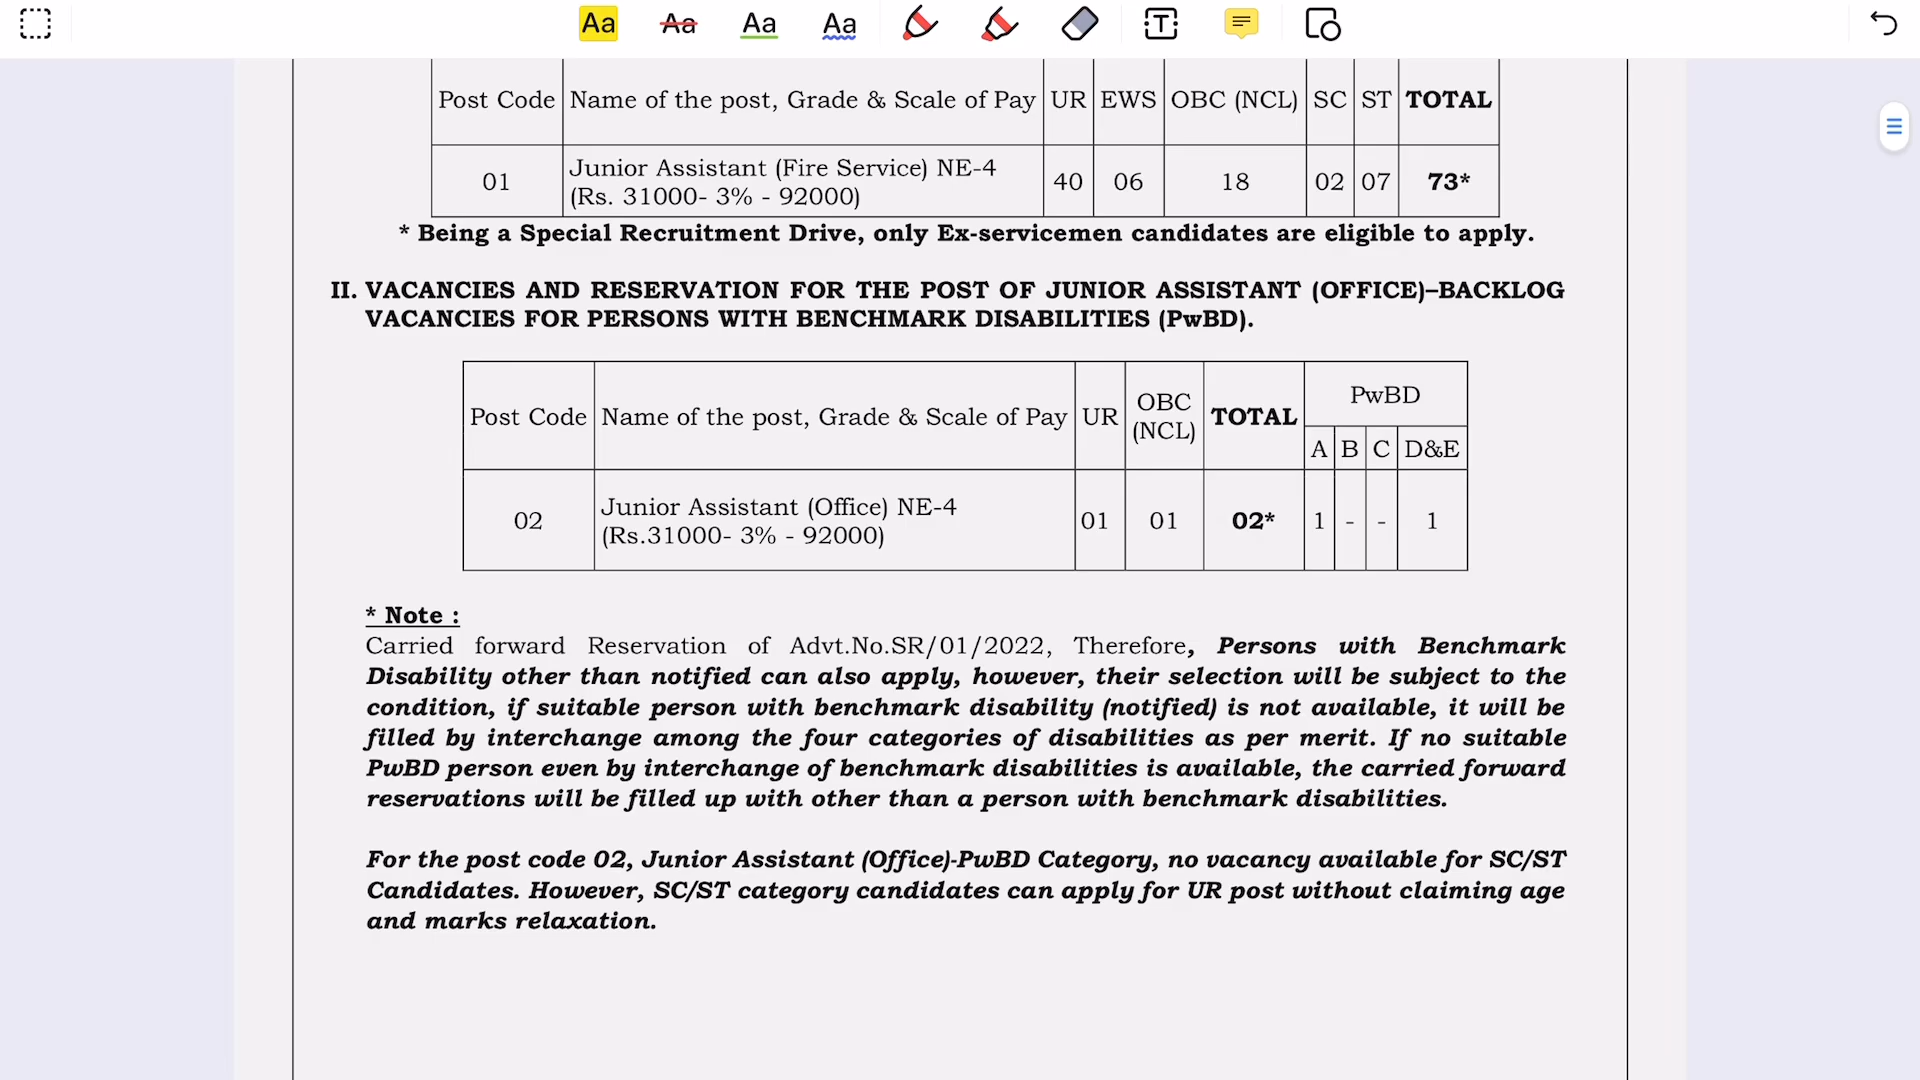 Aa Aa Aa Aa T
Post Code Name of the post, Grade & Scale of Pay UR EWS OBC (NCL) SC ST TOTAL
01 Junior Assistant (Fire Service) NE-4 40 06 18 02 07 73*
(Rs. 31000- 3% - 92000)
* Being a Special Recruitment Drive, only Ex-servicemen candidates are eligible to apply.
II. VACANCIES AND RESERVATION FOR THE POST OF JUNIOR ASSISTANT (OFFICE)–BACKLOG
VACANCIES FOR PERSONS WITH BENCHMARK DISABILITIES (PwBD).
Post Code Name of the post, Grade & Scale of Pay UR OBC (NCL) TOTAL PwBD
A B C D&E
02 Junior Assistant (Office) NE-4 01 01 02* 1 - - 1
(Rs.31000- 3% - 92000)
* Note :
Carried forward Reservation of Advt.No.SR/01/2022, Therefore, Persons with Benchmark
Disability other than notified can also apply, however, their selection will be subject to the
condition, if suitable person with benchmark disability (notified) is not available, it will be
filled by interchange among the four categories of disabilities as per merit. If no suitable
PwBD person even by interchange of benchmark disabilities is available, the carried forward
reservations will be filled up with other than a person with benchmark disabilities.
For the post code 02, Junior Assistant (Office)-PwBD Category, no vacancy available for SC/ST
Candidates. However, SC/ST category candidates can apply for UR post without claiming age
and marks relaxation.